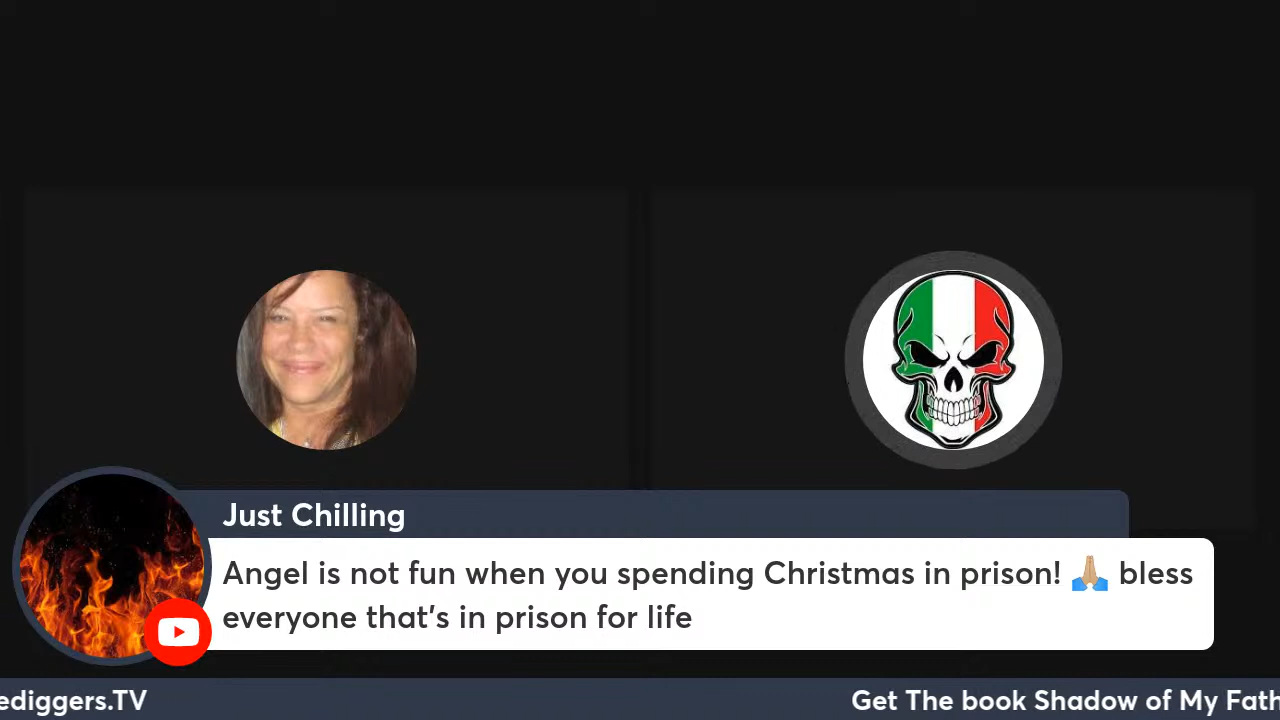 Just Chilling
Angel is not fun when you spending Christmas in prison! 🙏🏼 bless
everyone that's in prison for life
ediggers.TV
Get The book Shadow of My Fath